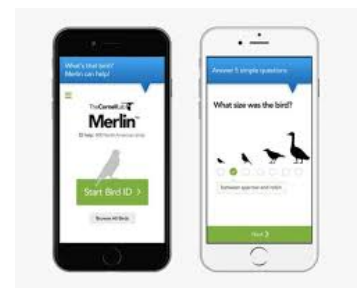 What's that bird?
Merlin can help!
TheCornellLab
Merlin™
Start Bird ID >
Browse All Birds
Answer 5 simple questions
What size was the bird?
between sparrow and robin
Next >